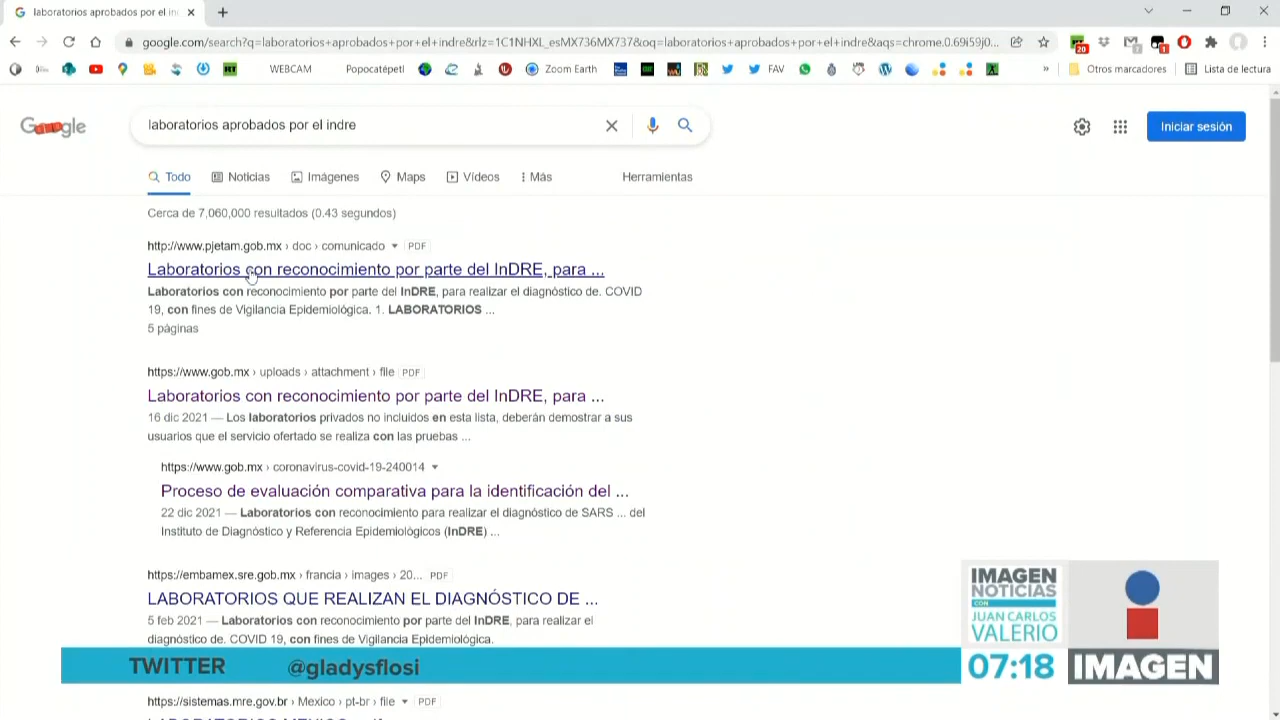 laboratorios aprobados por el in
google.com/search?q=laboratorios+aprobados+por+el+indre&rlz=1C1NHXL_esMX736MX737&oq=laboratorios+aprobados+por+el+indre&aqs=chrome.0.69i59j0...
WEBCAM Popocatépetl Zoom Earth FAV » Otros marcadores Lista de lectura
Google laboratorios aprobados por el indre Iniciar sesión
Todo Noticias Imágenes Maps Vídeos Más Herramientas
Cerca de 7,060,000 resultados (0.43 segundos)
http://www.pjetam.gob.mx › doc › comunicado PDF
Laboratorios con reconocimiento por parte del InDRE, para ...
Laboratorios con reconocimiento por parte del InDRE, para realizar el diagnóstico de. COVID
19, con fines de Vigilancia Epidemiológica. 1. LABORATORIOS ...
5 páginas
https://www.gob.mx › uploads › attachment › file PDF
Laboratorios con reconocimiento por parte del InDRE, para ...
16 dic 2021 — Los laboratorios privados no incluidos en esta lista, deberán demostrar a sus
usuarios que el servicio ofertado se realiza con las pruebas ...
https://www.gob.mx › coronavirus-covid-19-240014
Proceso de evaluación comparativa para la identificación del ...
22 dic 2021 — Laboratorios con reconocimiento para realizar el diagnóstico de SARS ... del
Instituto de Diagnóstico y Referencia Epidemiológicos (InDRE) ...
https://embamex.sre.gob.mx › francia › images › 20... PDF
LABORATORIOS QUE REALIZAN EL DIAGNÓSTICO DE ...
5 feb 2021 — Laboratorios con reconocimiento por parte del InDRE, para realizar el
diagnóstico de. COVID 19, con fines de Vigilancia Epidemiológica.
IMAGEN
NOTICIAS
CON
JUAN CARLOS
VALERIO
TWITTER @gladysflosi
07:18 IMAGEN
https://sistemas.mre.gov.br › Mexico › pt-br › file PDF